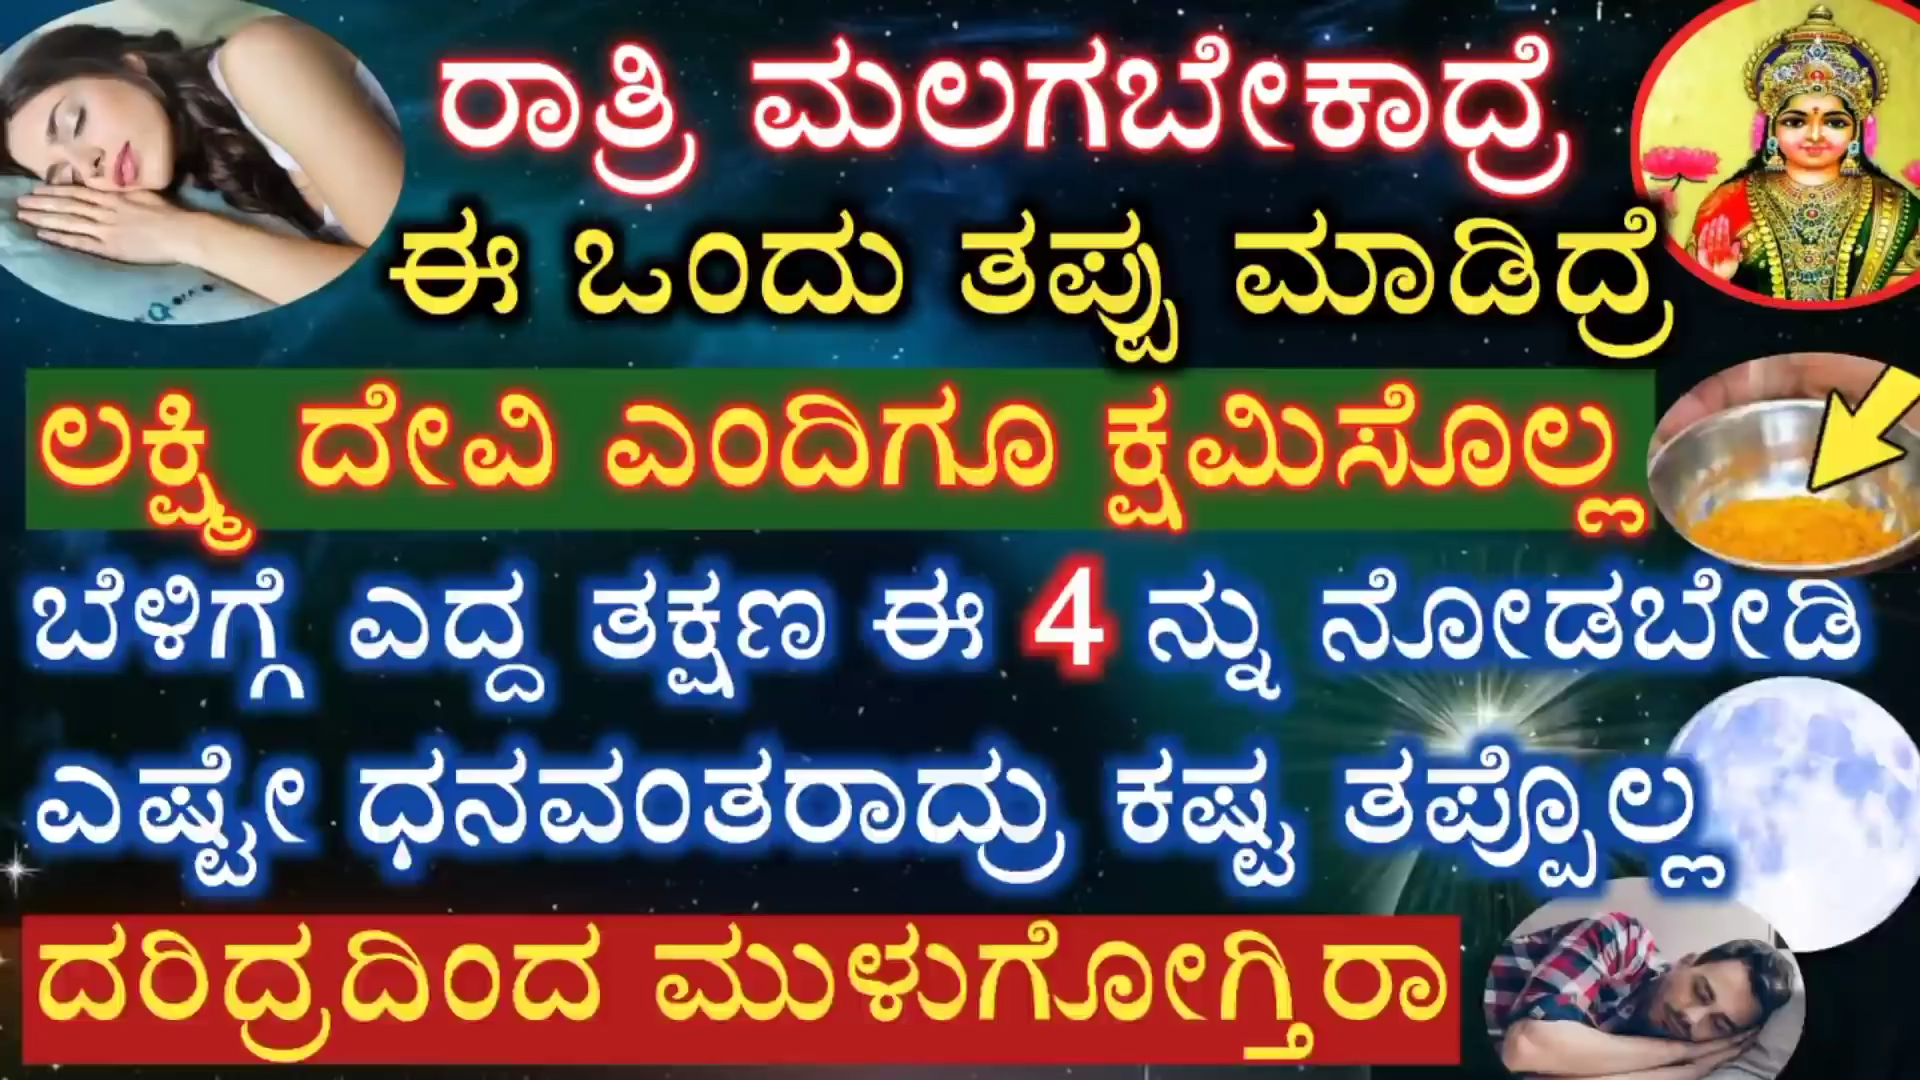 ರಾತ್ರಿ ಮಲಗಬೇಕಾದ್ರೆ
ಈ ಒಂದು ತಪ್ಪು ಮಾಡಿದ್ರೆ
ಲಕ್ಷ್ಮಿ ದೇವಿ ಎಂದಿಗೂ ಕ್ಷಮಿಸೊಲ್ಲ
ಬೆಳಿಗ್ಗೆ ಎದ್ದ ತಕ್ಷಣ ಈ 4 ನ್ನು ನೋಡಬೇಡಿ
ಎಷ್ಟೇ ಧನವಂತರಾದ್ರು ಕಷ್ಟ ತಪ್ಪೊಲ್ಲ
ದರಿದ್ರದಿಂದ ಮುಳುಗೋಗ್ತಿರಾ